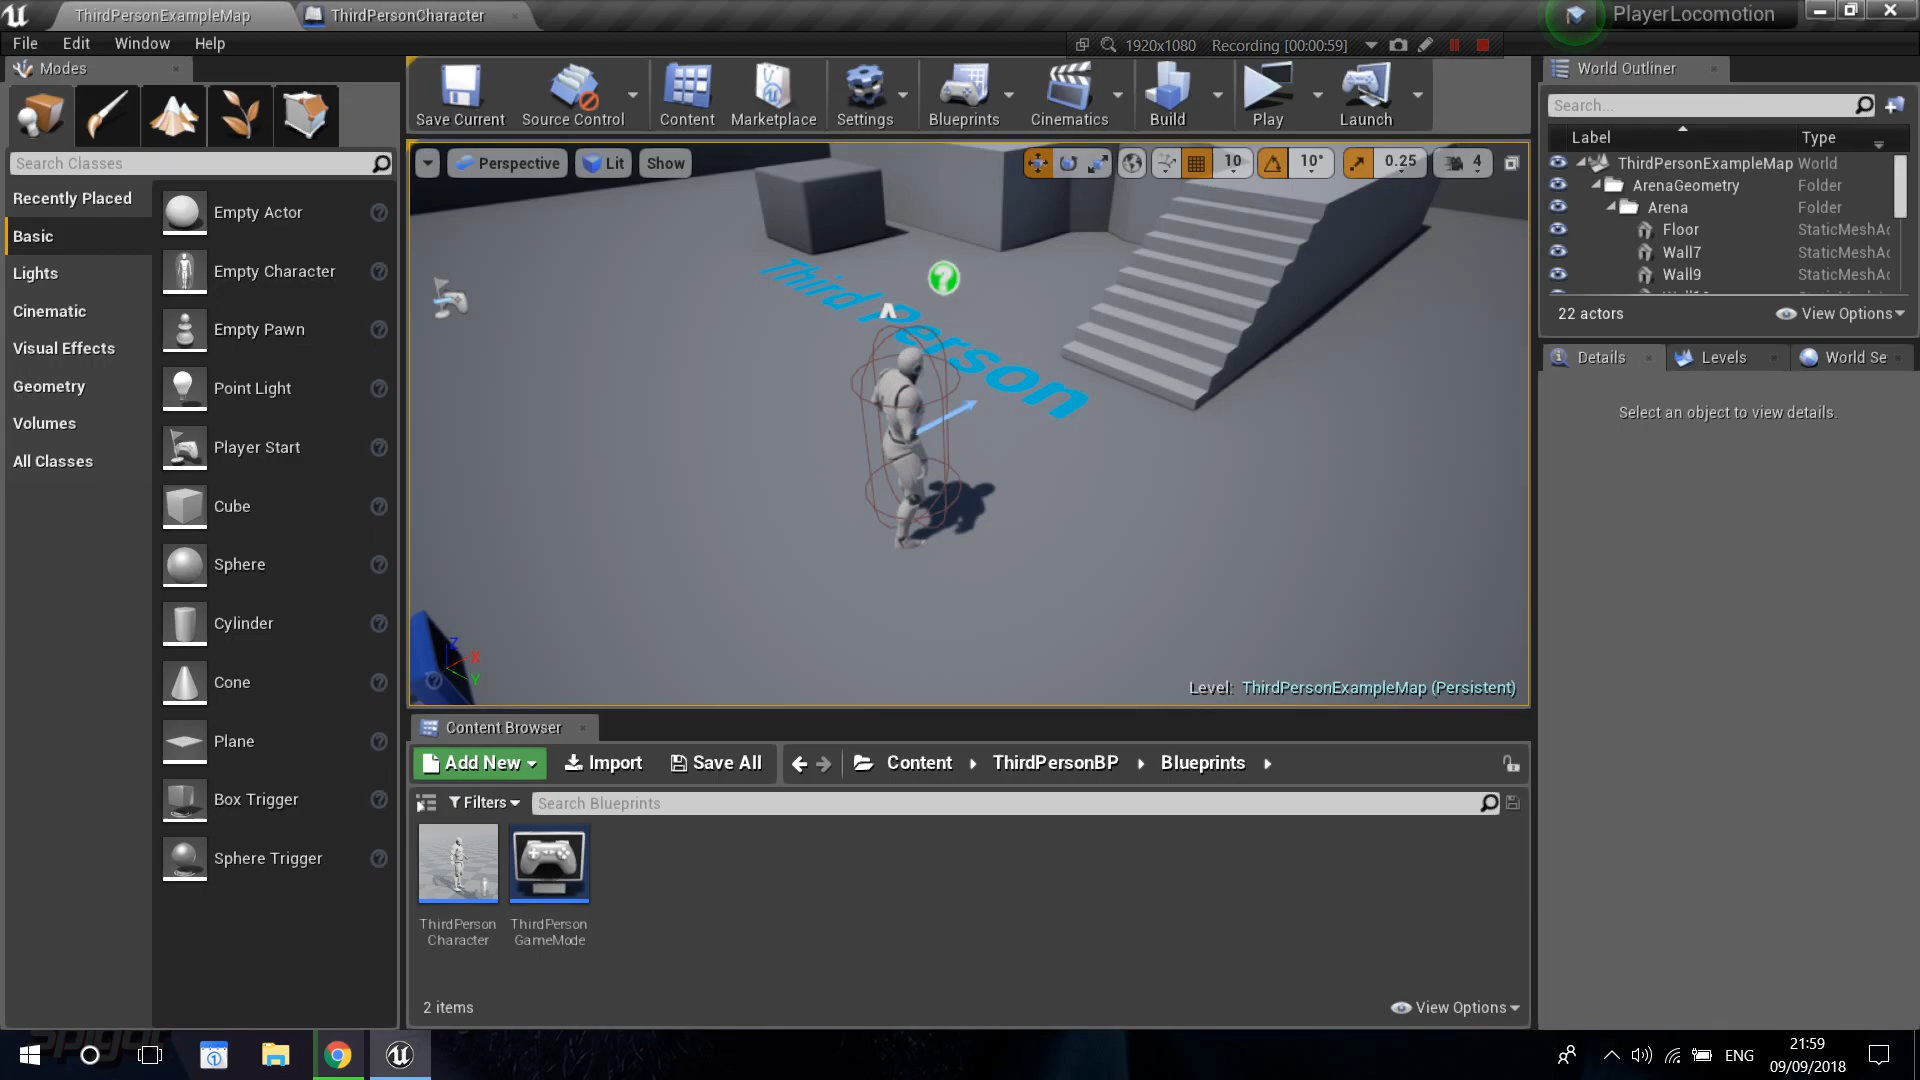 ThirdPersonExampleMap
ThirdPersonCharacter
PlayerLocomotion
File Edit Window Help
1920x1080 Recording [00:00:59]
Modes
World Outliner
Save Current
Source Control
Content
Marketplace
Settings
Blueprints
Cinematics
Build
Play
Launch
Search...
Label Type
Search Classes
Perspective Lit Show
10 10° 0.25 4
ThirdPersonExampleMap World
ArenaGeometry Folder
Arena Folder
Floor StaticMeshAc
Wall7 StaticMeshAc
Wall9 StaticMeshAc
22 actors View Options
Details Levels World Se
Select an object to view details.
Recently Placed
Basic
Lights
Cinematic
Visual Effects
Geometry
Volumes
All Classes
Empty Actor
Empty Character
Empty Pawn
Point Light
Player Start
Cube
Sphere
Cylinder
Cone
Plane
Box Trigger
Sphere Trigger
Third Person
Z
X
Y
Level: ThirdPersonExampleMap (Persistent)
Content Browser
Add New Import Save All Content ThirdPersonBP Blueprints
Filters Search Blueprints
ThirdPerson
Character
ThirdPerson
GameMode
2 items View Options
ENG
21:59
09/09/2018